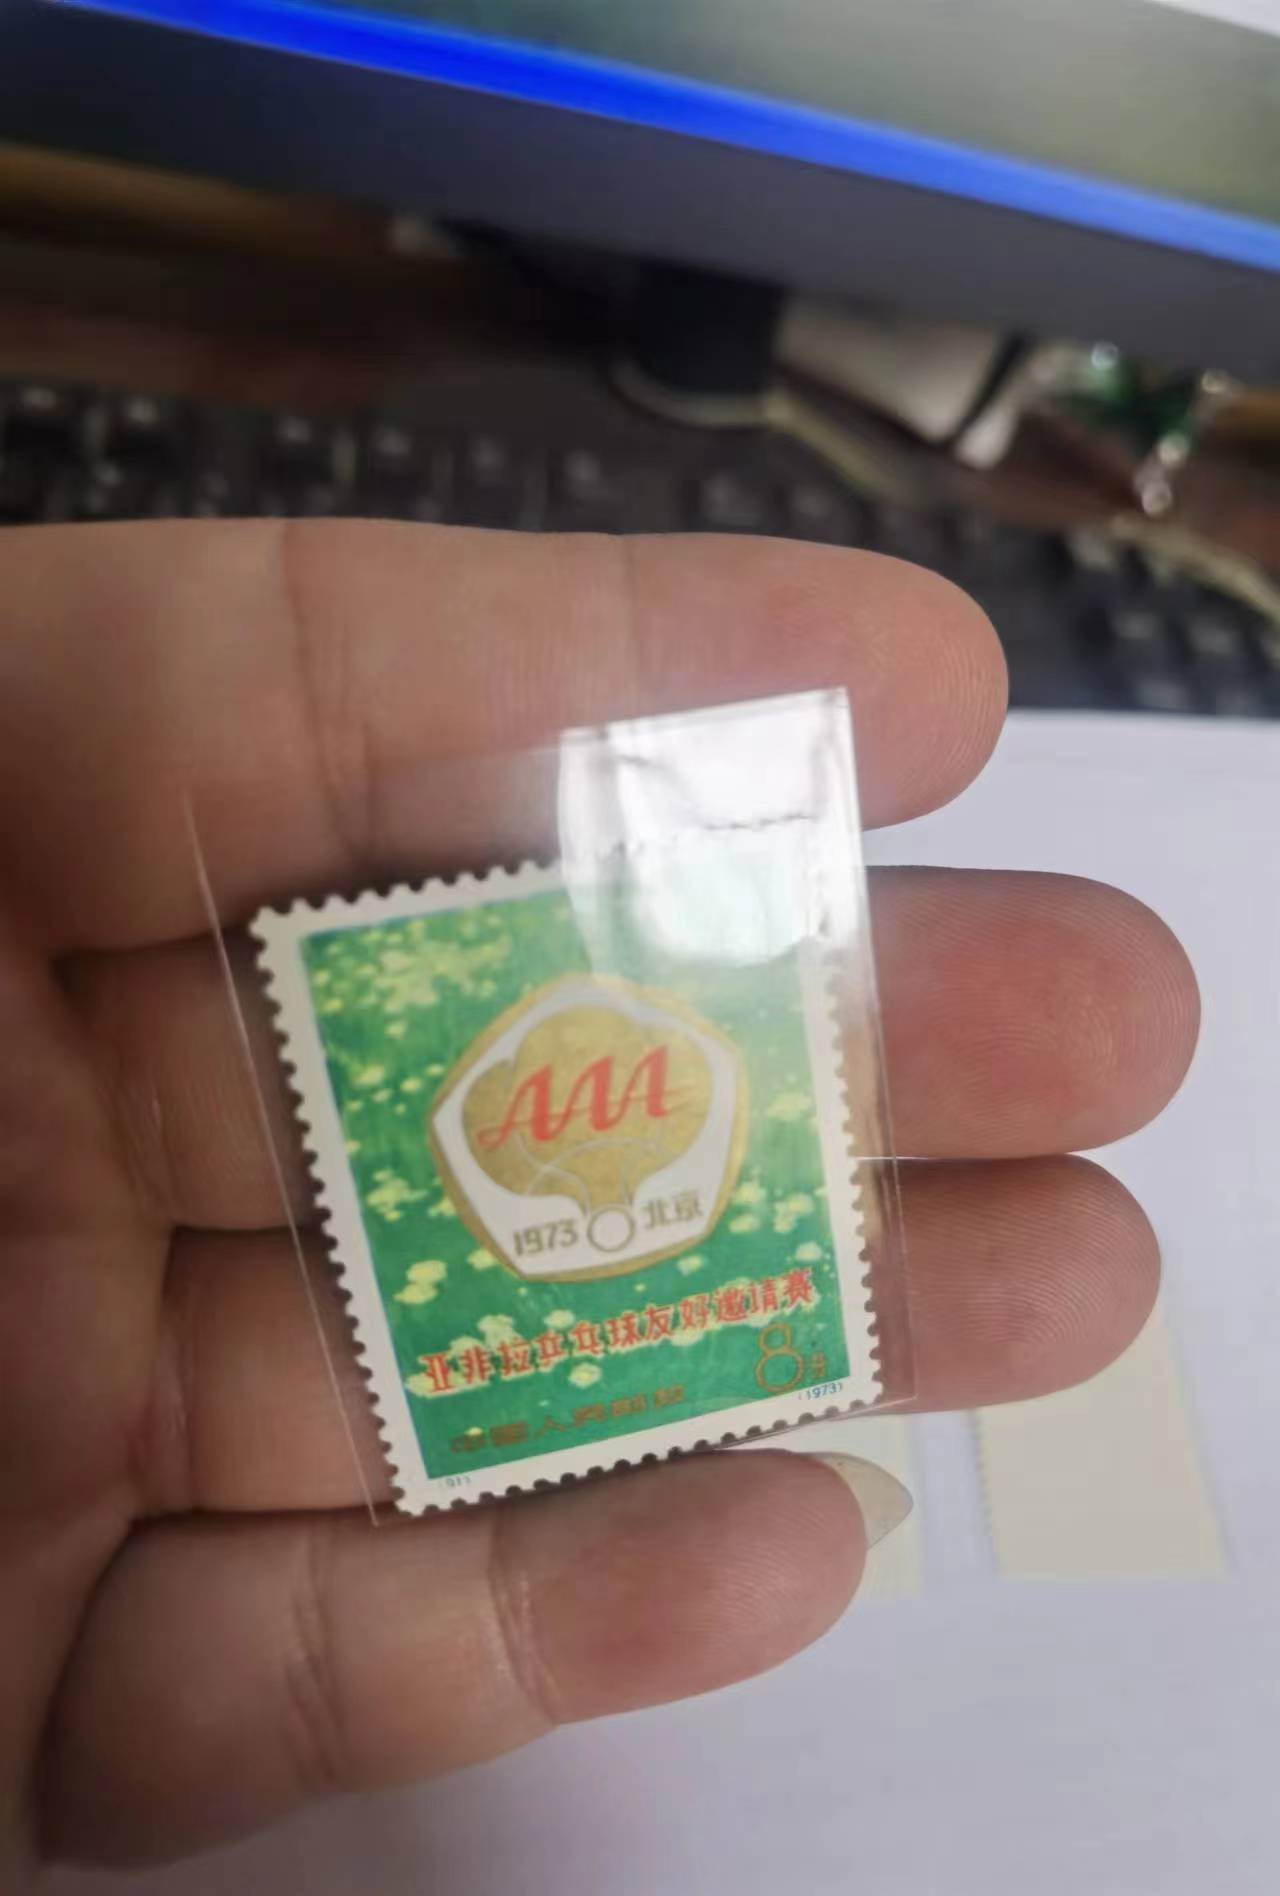 AAA
1973 北京
亚非拉乒乓球友好邀请赛
8分
中国人民邮政
(91)
(1973)